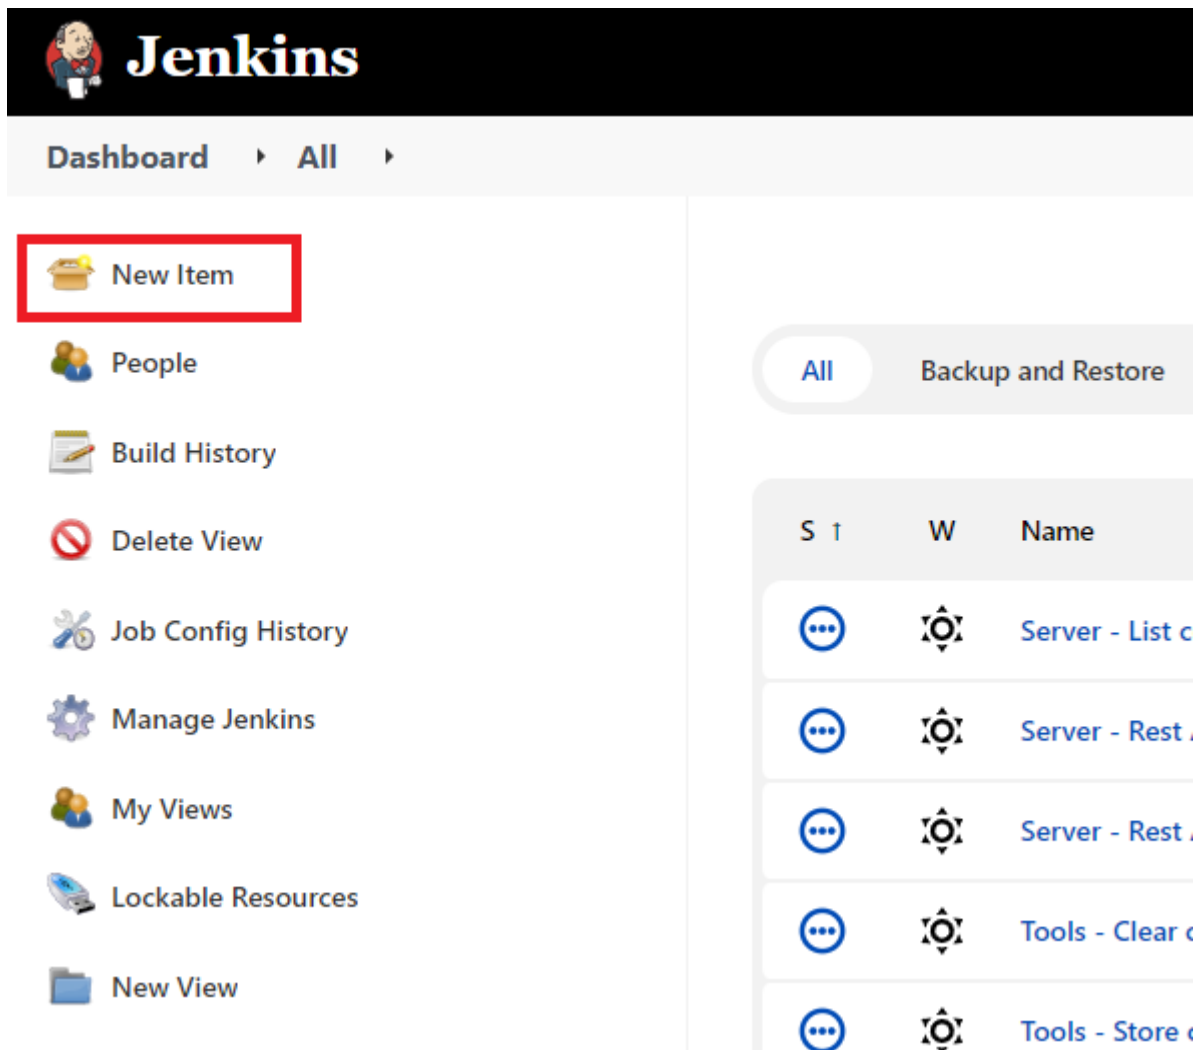 Jenkins
Dashboard All
New Item
People
Build History
Delete View
Job Config History
Manage Jenkins
My Views
Lockable Resources
New View
All Backup and Restore
S ↑ W Name
Server - List
Server - Rest
Server - Rest
Tools - Clear
Tools - Store